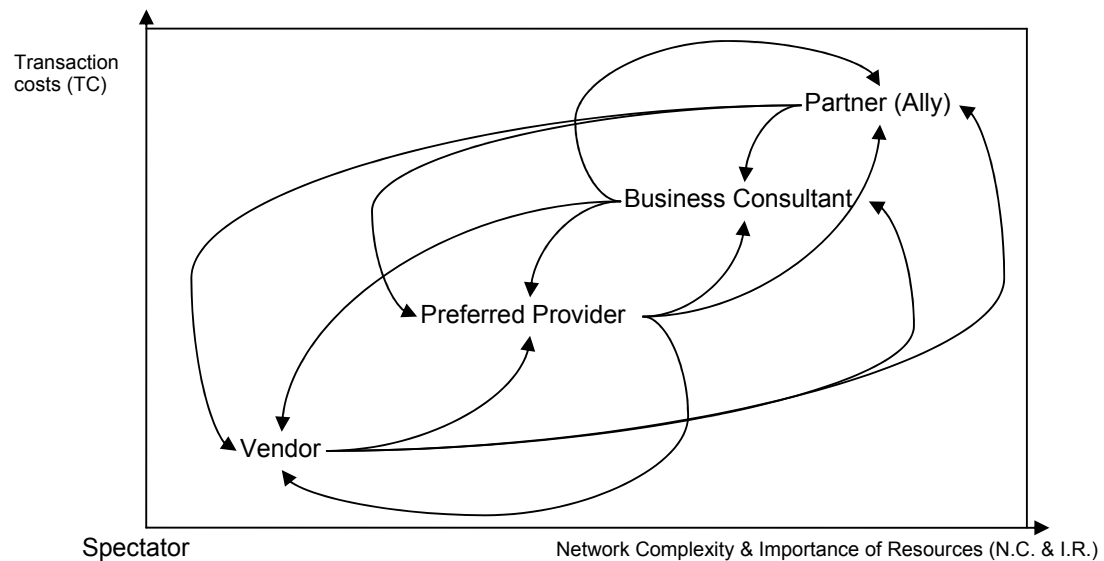 Transaction
costs (TC)
Partner (Ally)
Business Consultant
Preferred Provider
Vendor
Spectator
Network Complexity & Importance of Resources (N.C. & I.R.)